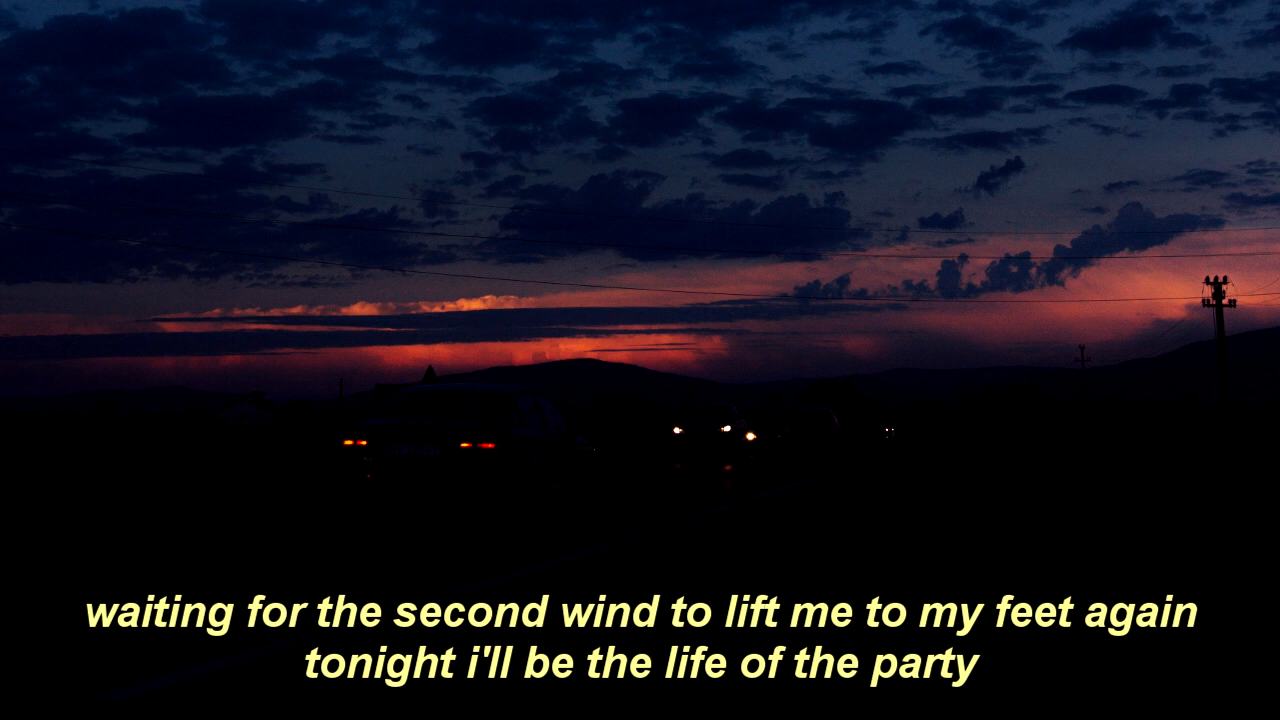 waiting for the second wind to lift me to my feet again
tonight i'll be the life of the party